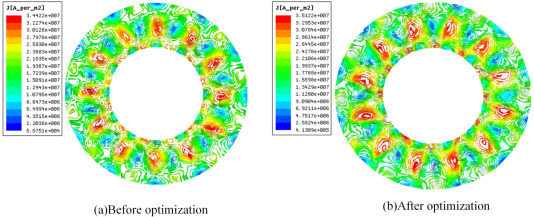 J[A_per_m2]
3.4422e+007
3.2274e+007
3.0126e+007
2.7978e+007
2.5830e+007
2.3683e+007
2.1535e+007
1.9387e+007
1.7239e+007
1.5091e+007
1.2943e+007
1.0795e+007
8.6473e+006
6.4994e+006
4.3515e+006
2.2036e+006
5.5751e+004
(a)Before optimization
J[A_per_m2]
3.5122e+007
3.2953e+007
3.0784e+007
2.8614e+007
2.6445e+007
2.4276e+007
2.2106e+007
1.9937e+007
1.7768e+007
1.5598e+007
1.3429e+007
1.1260e+007
9.0904e+006
6.9211e+006
4.7517e+006
2.5824e+006
4.1309e+005
(b)After optimization